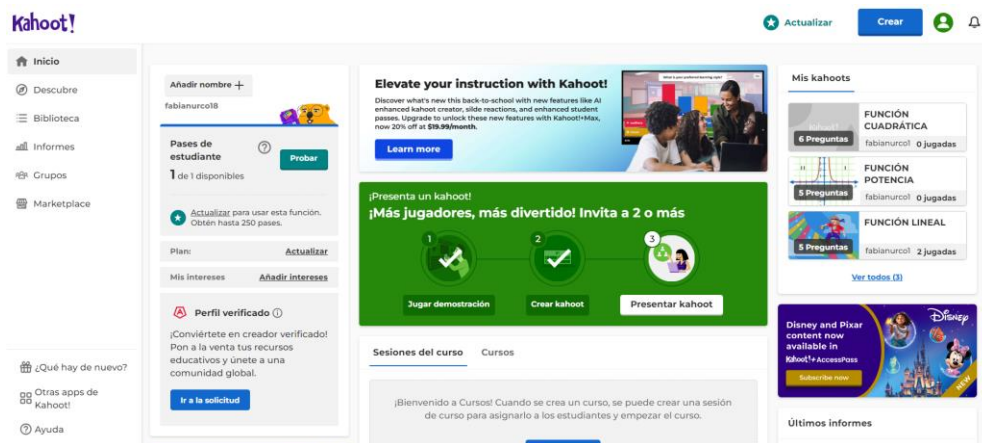 Kahoot!
Actualizar
Crear
Inicio
Descubre
Biblioteca
Informes
Grupos
Marketplace
¿Qué hay de nuevo?
Otras apps de
Kahoot!
Ayuda
Añadir nombre +
fabianurco18
Pases de
estudiante
Probar
1 de 1 disponibles
Actualizar para usar esta función.
Obtén hasta 250 pases.
Plan:
Actualizar
Mis intereses
Añadir intereses
Perfil verificado
¡Conviértete en creador verificado!
Pon a la venta tus recursos
educativos y únete a una
comunidad global.
Ir a la solicitud
Elevate your instruction with Kahoot!
Discover what's new this back-to-school with new features like AI
enhanced kahoot creator, slide reactions, and enhanced student
passes. Upgrade to unlock these new features with Kahoot!+Max,
now 20% off at $19.99/month.
Learn more
¡Presenta un kahoot!
¡Más jugadores, más divertido! Invita a 2 o más
1
2
3
Jugar demostración
Crear kahoot
Presentar kahoot
Sesiones del curso
Cursos
¡Bienvenido a Cursos! Cuando se crea un curso, se puede crear una sesión
de curso para asignarlo a los estudiantes y empezar el curso.
Mis kahoots
6 Preguntas
FUNCIÓN
CUADRÁTICA
fabianurco1 0 jugadas
5 Preguntas
FUNCIÓN
POTENCIA
fabianurco1 0 jugadas
5 Preguntas
FUNCIÓN LINEAL
fabianurco1 2 jugadas
Ver todos (3)
Disney
Disney and Pixar
content now
available in
Kahoot!+AccessPass
Subscribe now
NEW
Últimos informes